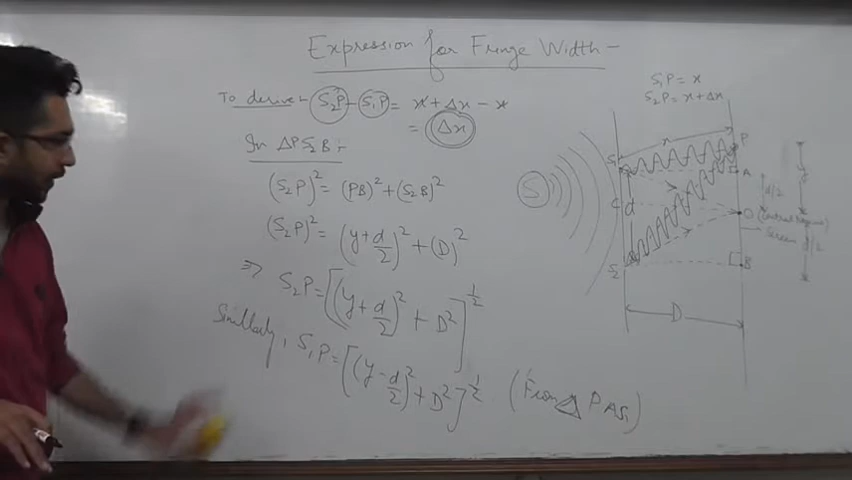 Expression for Fringe Width -
To derive:- S₂P - S₁P = x + Δx - x
= Δx
In ΔPS₂B:-
(S₂P)² = (PB)² + (S₂B)²
(S₂P)² = (y + d/2)² + (D)²
⇒ S₂P = [(y + d/2)² + D²]^1/2
Similarly, S₁P = [(y - d/2)² + D²]^1/2 (From Δ PAS₁)
S₁P = x
S₂P = x + Δx
x
P
S₁
A
S
d/2
C
d
O (Central region)
Screen
d/2
S₂
B
D